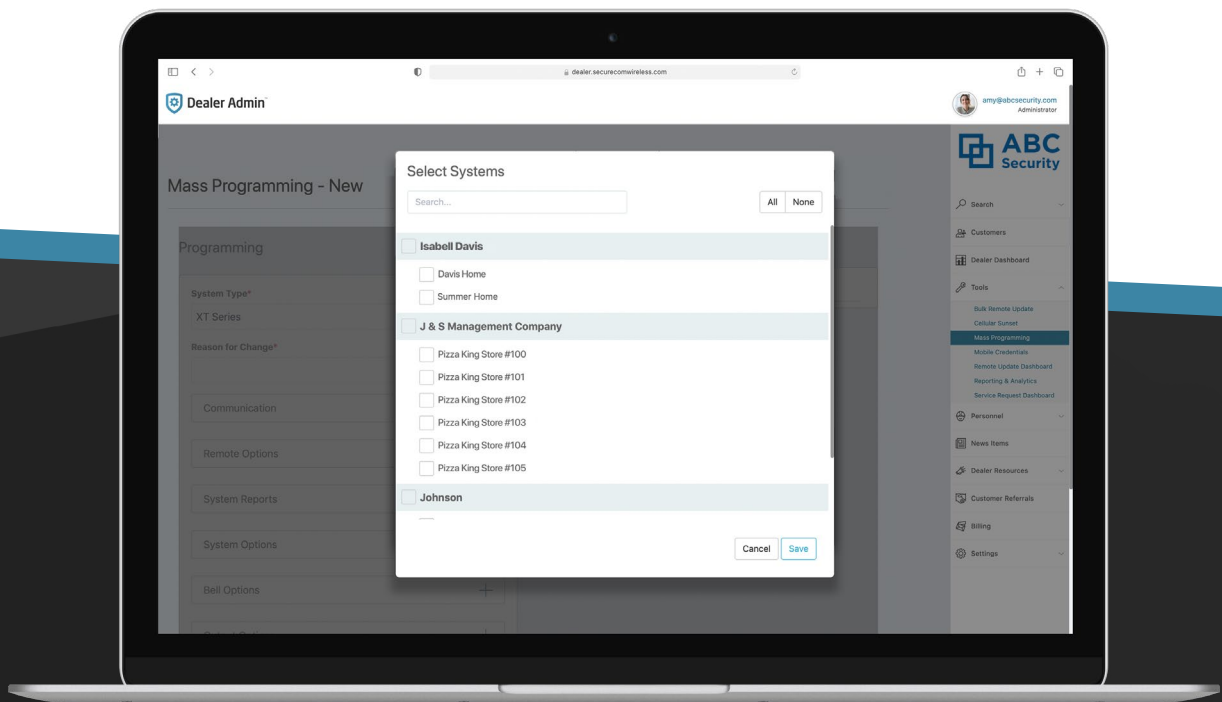 dealer.securecomwireless.com
Dealer Admin
amy@abcsecurity.com
Administrator
ABC
Security
Mass Programming - New
Programming
System Type*
XT Series
Reason for Change*
Communication
Remote Options
System Reports
System Options
Bell Options
Select Systems
Search...
All None
Isabell Davis
Davis Home
Summer Home
J & S Management Company
Pizza King Store #100
Pizza King Store #101
Pizza King Store #102
Pizza King Store #103
Pizza King Store #104
Pizza King Store #105
Johnson
Cancel Save
Search
Customers
Dealer Dashboard
Tools
Bulk Remote Update
Cellular Sunset
Mass Programming
Mobile Credentials
Remote Update Dashboard
Reporting & Analytics
Service Request Dashboard
Personnel
News Items
Dealer Resources
Customer Referrals
Billing
Settings